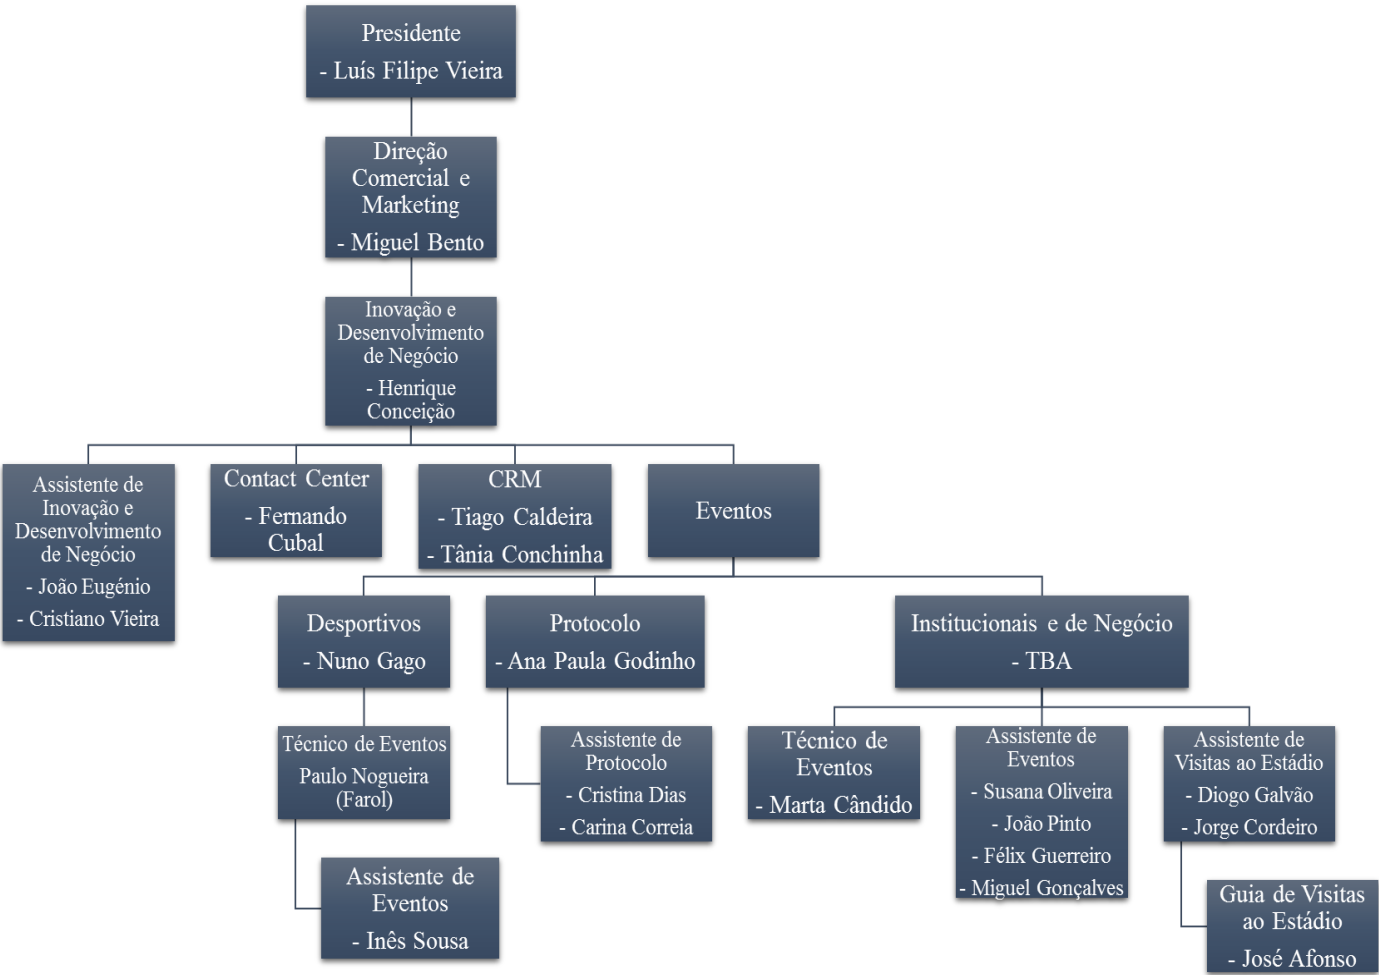 Presidente
- Luís Filipe Vieira
Direção
Comercial e
Marketing
- Miguel Bento
Inovação e
Desenvolvimento
de Negócio
- Henrique
Conceição
Assistente de
Inovação e
Desenvolvimento
de Negócio
- João Eugénio
- Cristiano Vieira
Contact Center
- Fernando
Cubal
CRM
- Tiago Caldeira
- Tânia Conchinha
Eventos
Desportivos
- Nuno Gago
Protocolo
- Ana Paula Godinho
Institucionais e de Negócio
- TBA
Técnico de Eventos
Paulo Nogueira
(Farol)
Assistente de
Protocolo
- Cristina Dias
- Carina Correia
Técnico de
Eventos
- Marta Cândido
Assistente de
Eventos
- Susana Oliveira
- João Pinto
- Félix Guerreiro
- Miguel Gonçalves
Assistente de
Visitas ao Estádio
- Diogo Galvão
- Jorge Cordeiro
Assistente de
Eventos
- Inês Sousa
Guia de Visitas
ao Estádio
- José Afonso